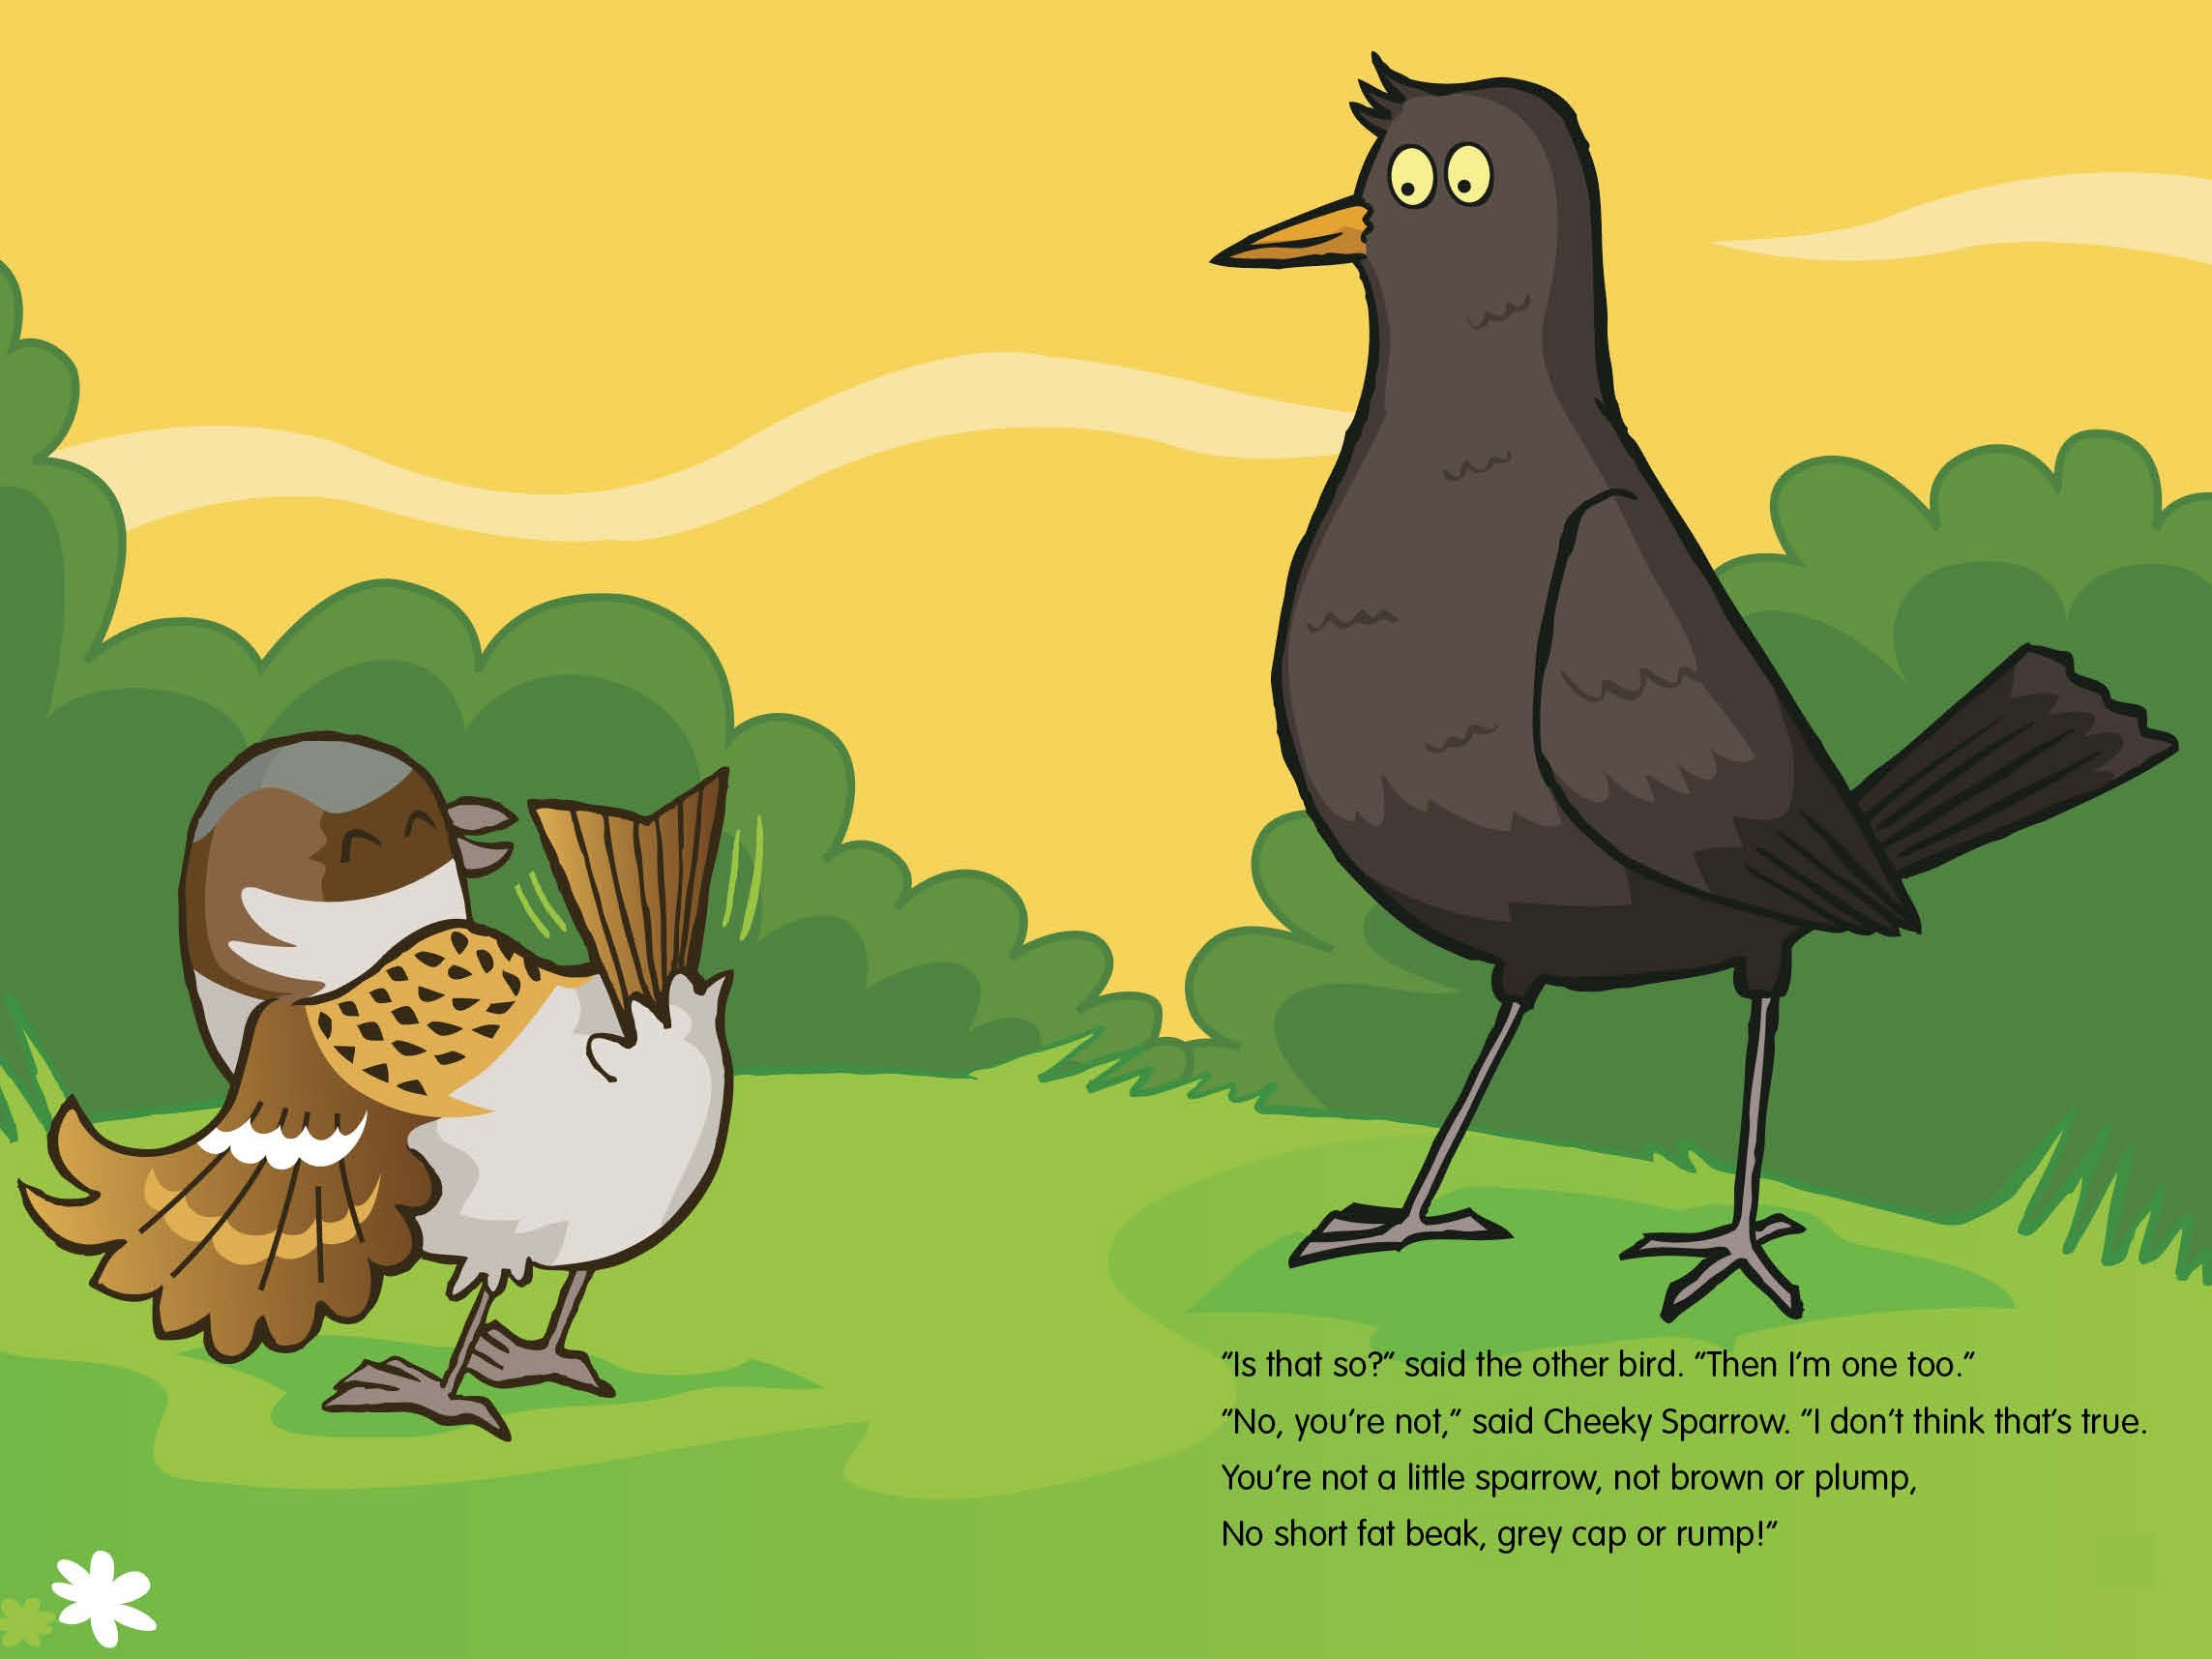 "Is that so?" said the other bird. "Then I'm one too."
"No, you're not," said Cheeky Sparrow. "I don't think that's true.
You're not a little sparrow, not brown or plump,
No short fat beak, grey cap or rump!"